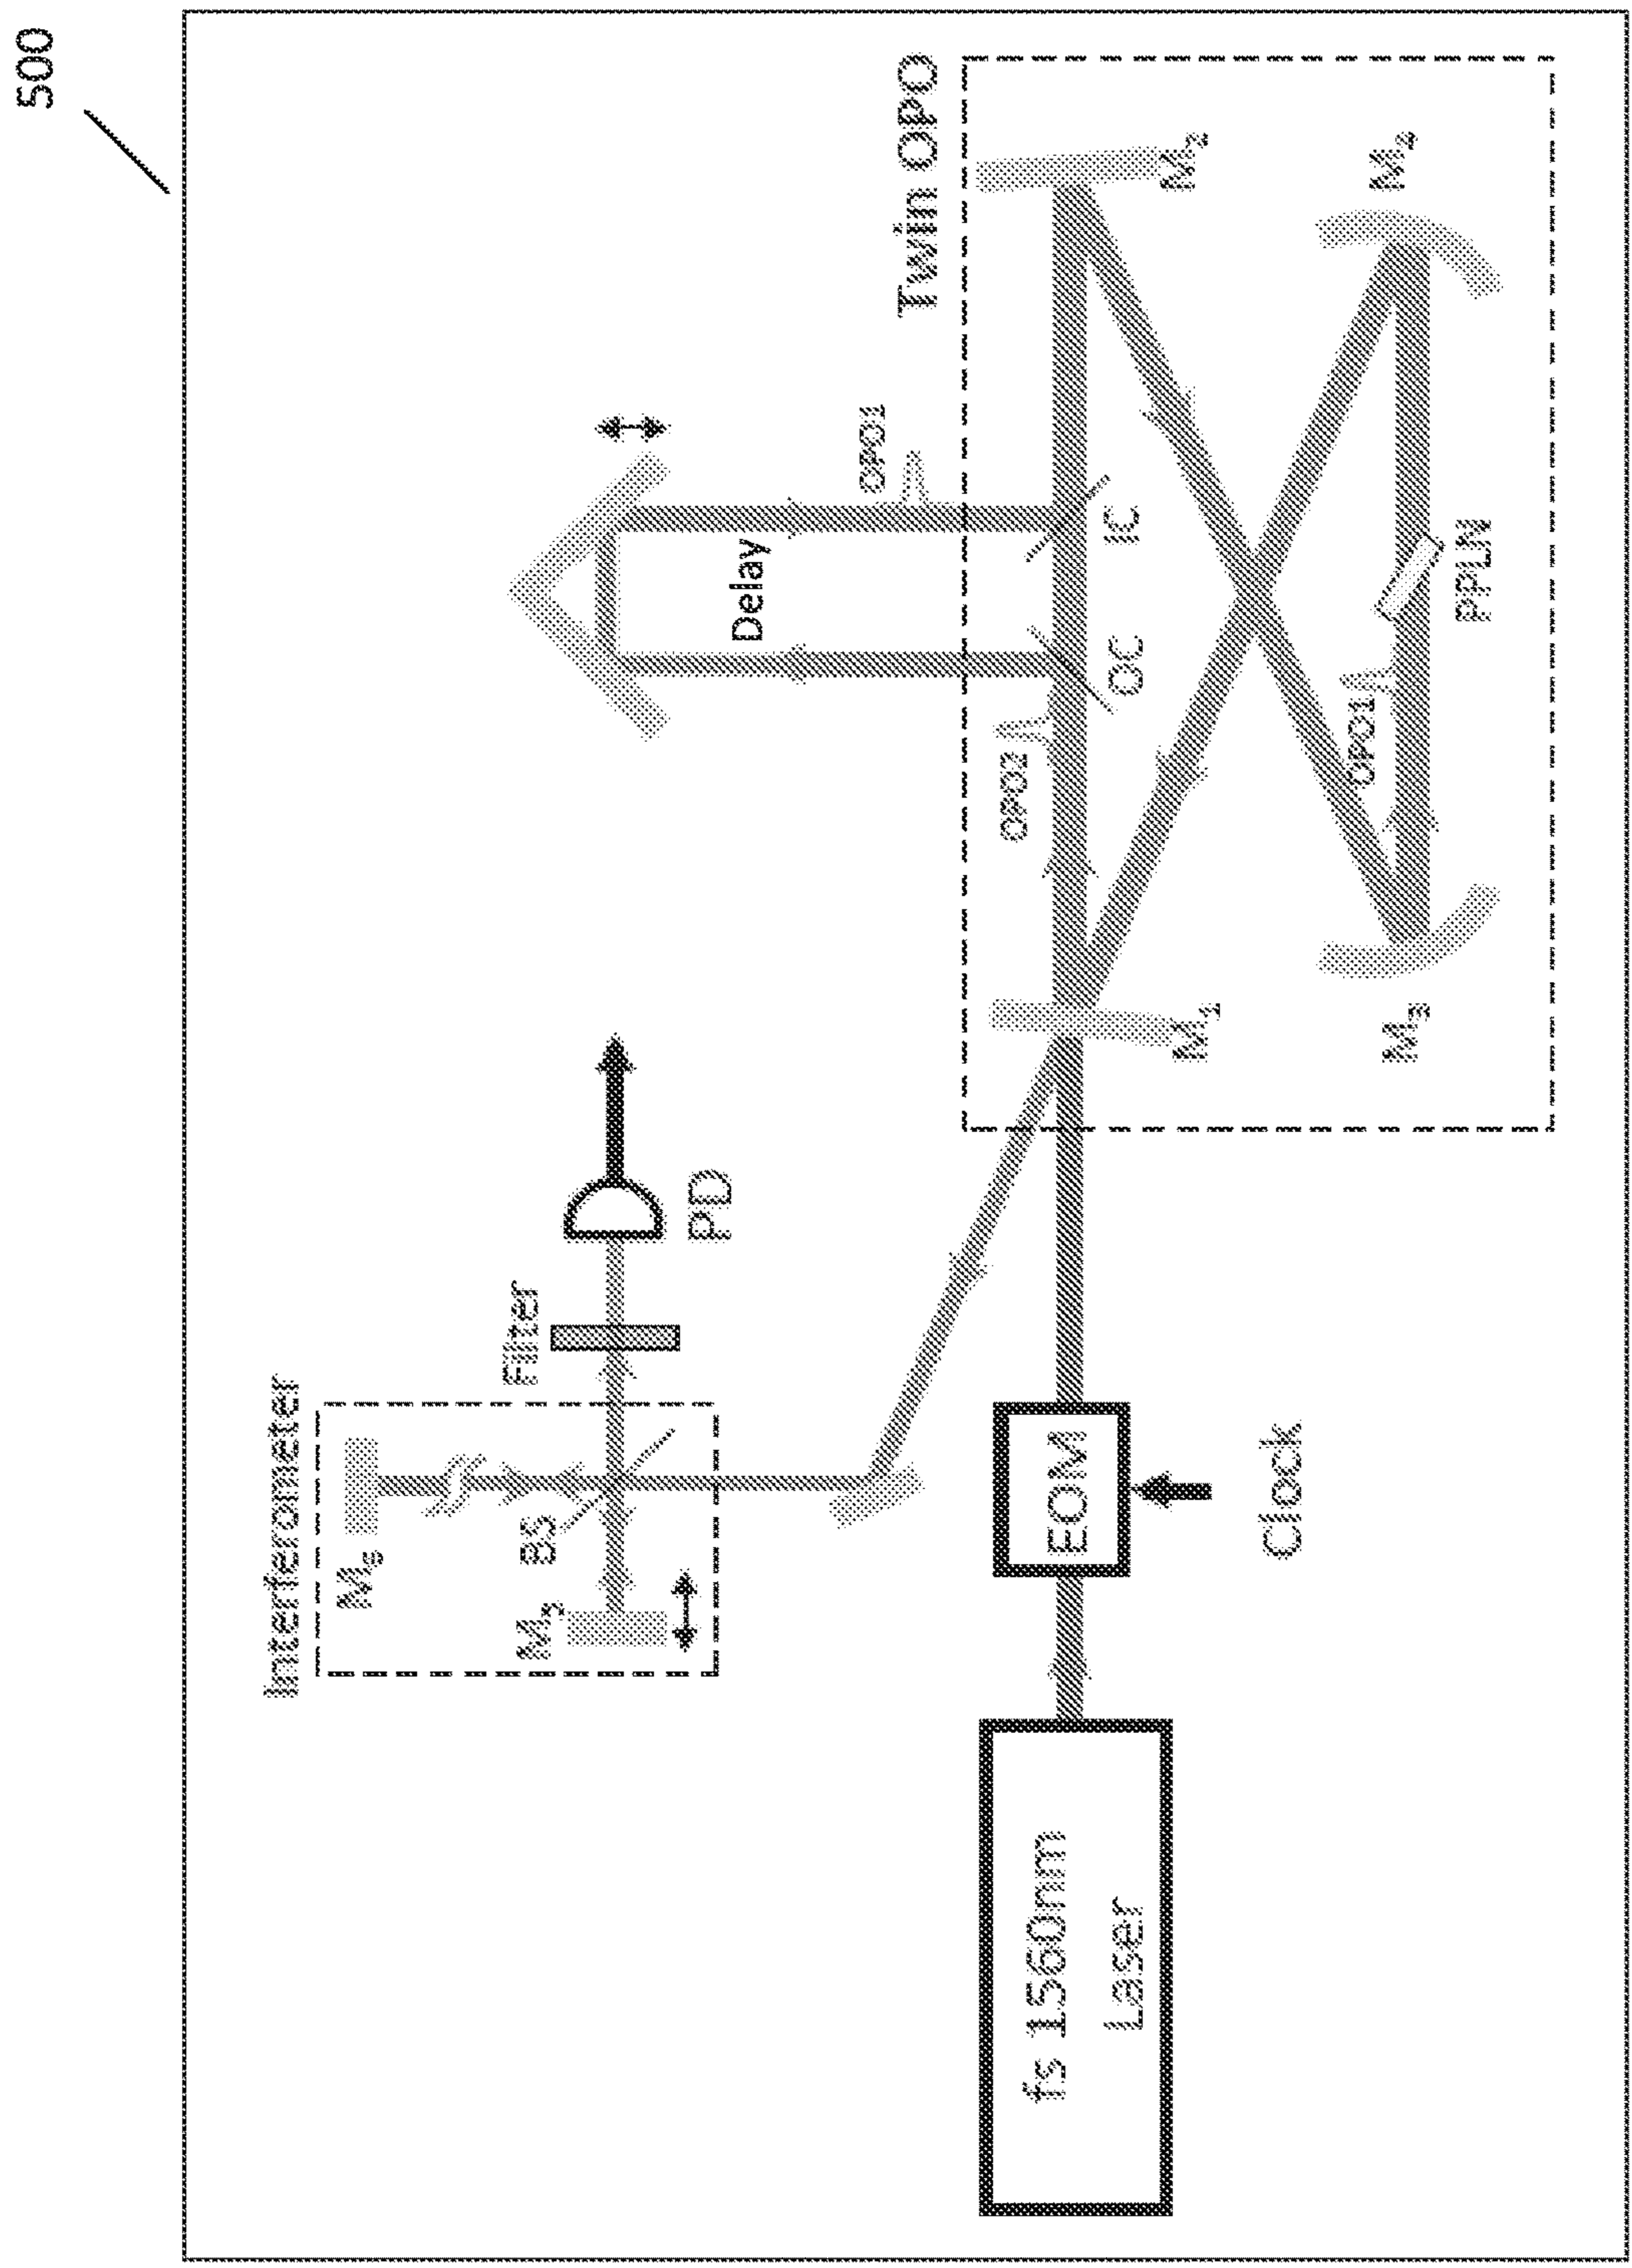 500
Interferometer
M6
M5
BS
Filter
PD
Delay
OPO1
Twin OPO
fs 1560nm
Laser
EOM
Clock
OPO2
OC
IC
M1
M2
OPO1
M3
M4
PPLN